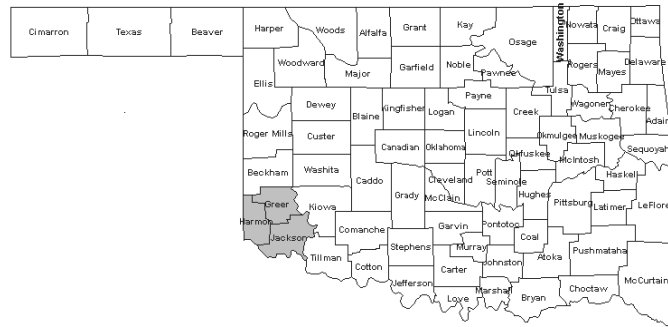 Cimarron Texas Beaver Harper Woods Alfalfa Grant Kay Osage Washington Nowata Craig Ottawa
Woodward Major Garfield Noble Pawnee Rogers Mayes Delaware
Ellis Dewey Blaine Kingfisher Logan Payne Creek Tulsa Wagoner Cherokee Adair
Roger Mills Custer Canadian Oklahoma Lincoln Okmulgee Muskogee Sequoyah
Beckham Washita Caddo Grady Cleveland Pott Seminole Okfuskee McIntosh Haskell
Harmon Greer Kiowa McClain Hughes Pittsburg Latimer LeFlore
Jackson Comanche Garvin Pontotoc Coal
Tillman Cotton Stephens Murray Johnston Atoka Pushmataha
Jefferson Carter Marshall Choctaw McCurtain
Love Bryan